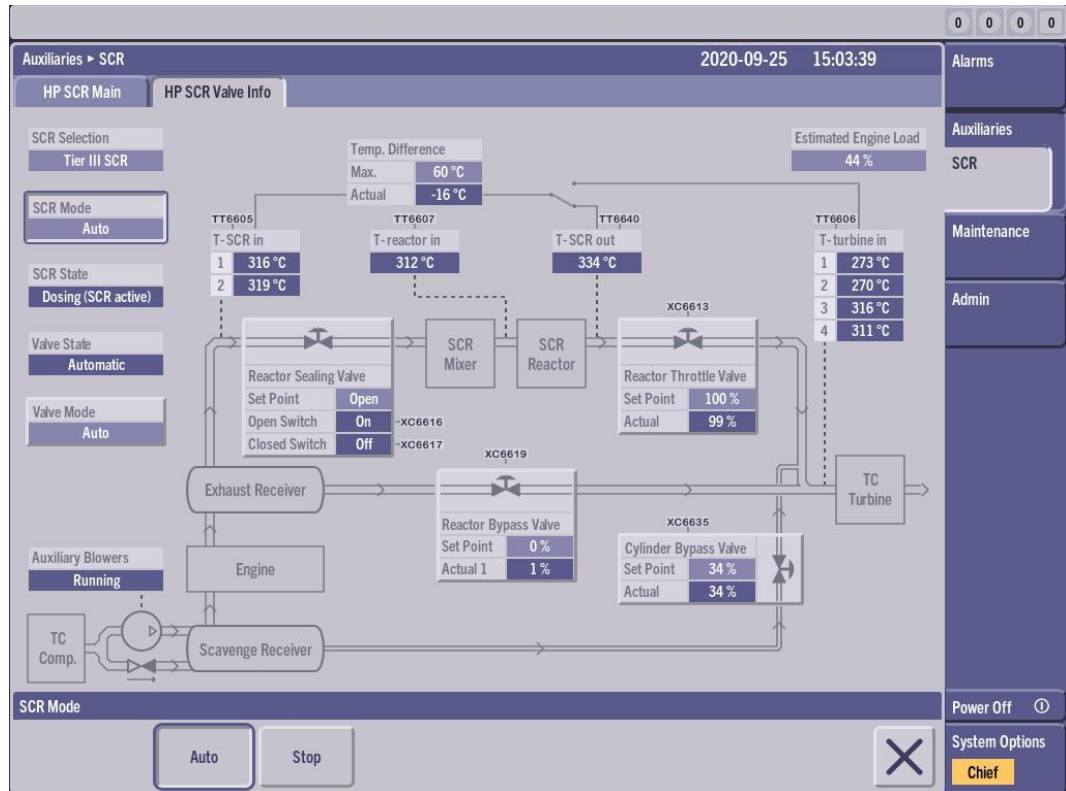 0 0 0 0
Auxiliaries ► SCR 2020-09-25 15:03:39
HP SCR Main HP SCR Valve Info
Alarms
Auxiliaries
SCR
Maintenance
Admin
SCR Selection
Tier III SCR
SCR Mode
Auto
SCR State
Dosing (SCR active)
Valve State
Automatic
Valve Mode
Auto
Auxiliary Blowers
Running
Temp. Difference
Max. 60 °C
Actual -16 °C
Estimated Engine Load
44 %
TT6605
T-SCR in
1 316 °C
2 319 °C
TT6607
T-reactor in
312 °C
TT6640
T-SCR out
334 °C
TT6606
T-turbine in
1 273 °C
2 270 °C
3 316 °C
4 311 °C
Reactor Sealing Valve
Set Point Open
Open Switch On XC6616
Closed Switch Off XC6617
SCR
Mixer
SCR
Reactor
XC6613
Reactor Throttle Valve
Set Point 100 %
Actual 99 %
Exhaust Receiver
XC6619
Reactor Bypass Valve
Set Point 0 %
Actual 1 1 %
TC
Turbine
XC6635
Cylinder Bypass Valve
Set Point 34 %
Actual 34 %
Engine
TC
Comp.
Scavenge Receiver
SCR Mode
Auto Stop
Power Off
System Options
Chief